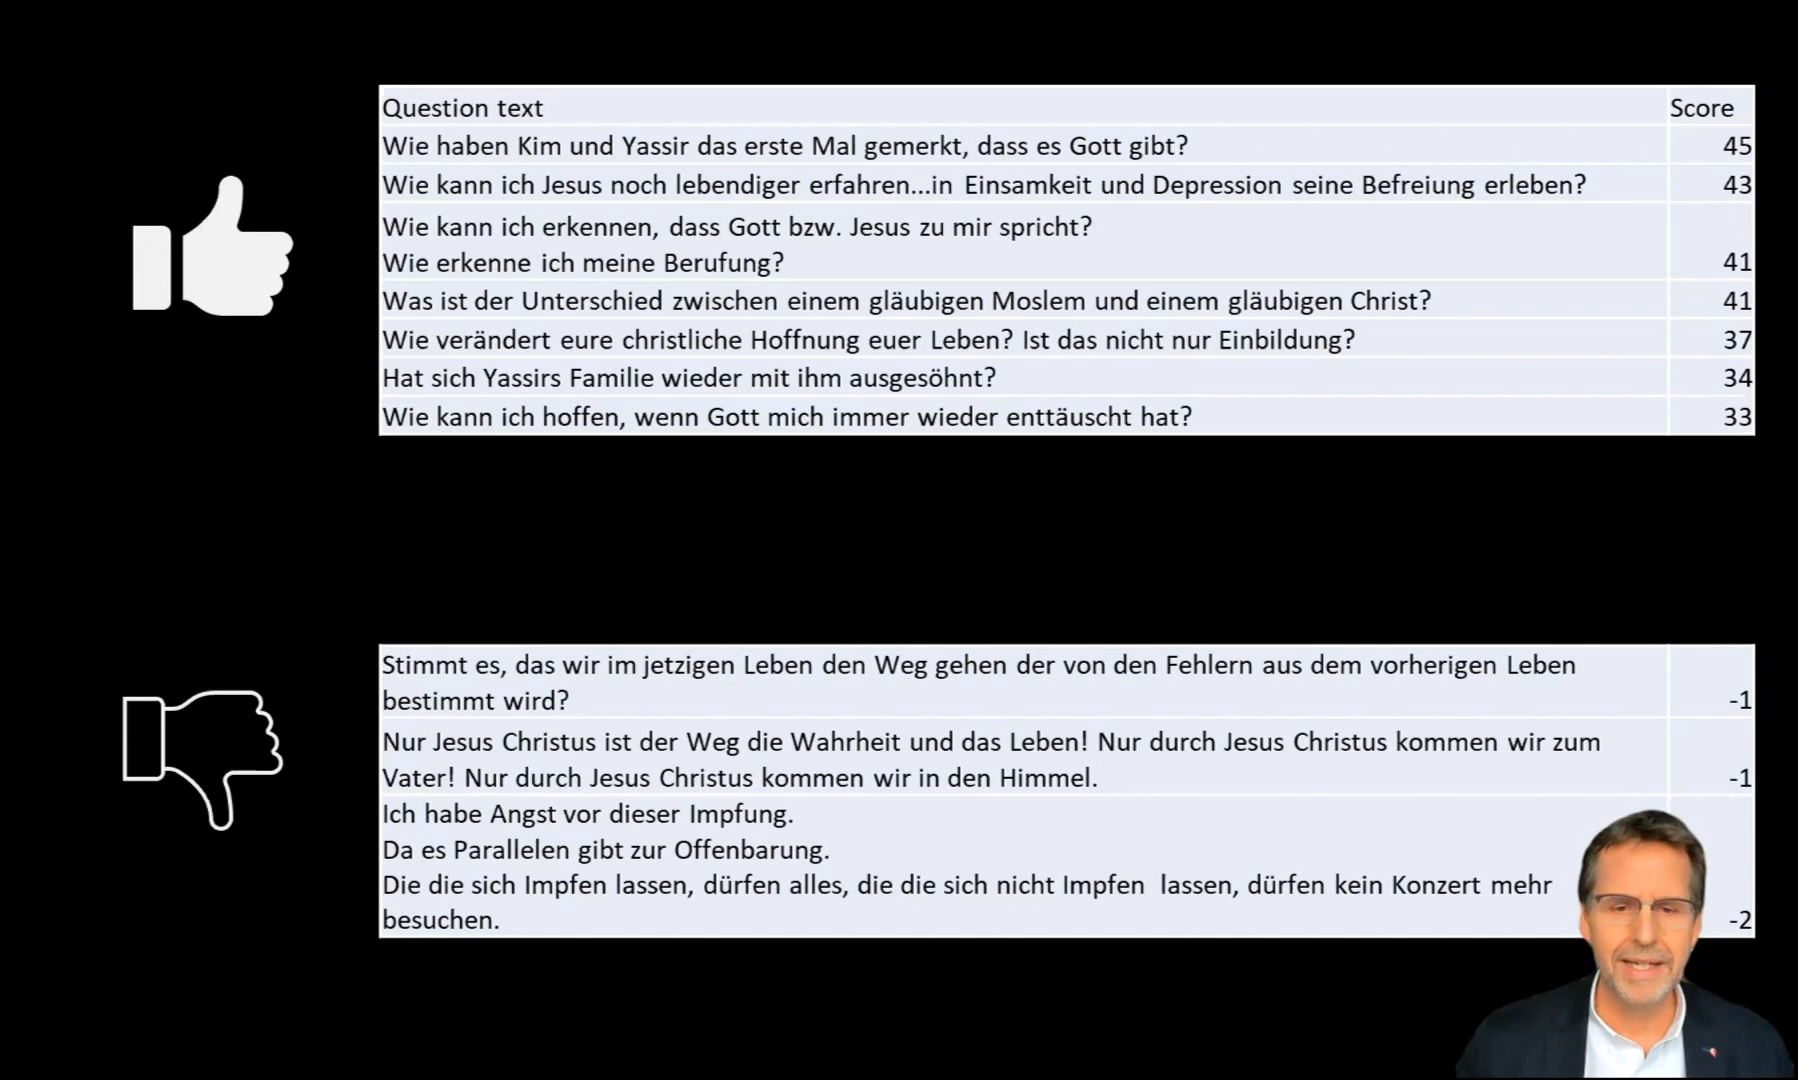 Question text Score
Wie haben Kim und Yassir das erste Mal gemerkt, dass es Gott gibt? 45
Wie kann ich Jesus noch lebendiger erfahren...in Einsamkeit und Depression seine Befreiung erleben? 43
Wie kann ich erkennen, dass Gott bzw. Jesus zu mir spricht?
Wie erkenne ich meine Berufung? 41
Was ist der Unterschied zwischen einem gläubigen Moslem und einem gläubigen Christ? 41
Wie verändert eure christliche Hoffnung euer Leben? Ist das nicht nur Einbildung? 37
Hat sich Yassirs Familie wieder mit ihm ausgesöhnt? 34
Wie kann ich hoffen, wenn Gott mich immer wieder enttäuscht hat? 33
Stimmt es, das wir im jetzigen Leben den Weg gehen der von den Fehlern aus dem vorherigen Leben
bestimmt wird? -1
Nur Jesus Christus ist der Weg die Wahrheit und das Leben! Nur durch Jesus Christus kommen wir zum
Vater! Nur durch Jesus Christus kommen wir in den Himmel. -1
Ich habe Angst vor dieser Impfung.
Da es Parallelen gibt zur Offenbarung.
Die die sich Impfen lassen, dürfen alles, die die sich nicht Impfen lassen, dürfen kein Konzert mehr
besuchen. -2